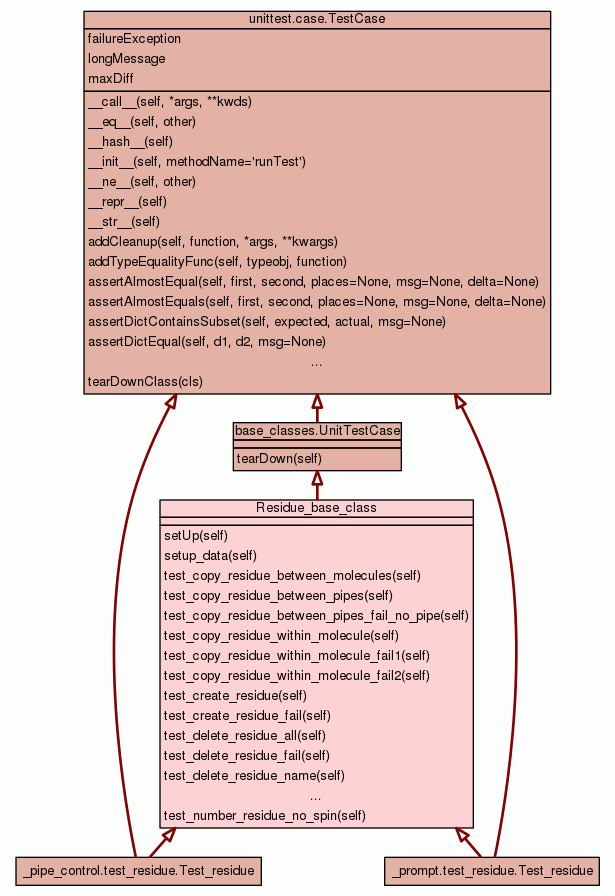 unittest.case.TestCase
failureException
longMessage
maxDiff
__call__(self, *args, **kwds)
__eq__(self, other)
__hash__(self)
__init__(self, methodName='runTest')
__ne__(self, other)
__repr__(self)
__str__(self)
addCleanup(self, function, *args, **kwargs)
addTypeEqualityFunc(self, typeobj, function)
assertAlmostEqual(self, first, second, places=None, msg=None, delta=None)
assertAlmostEquals(self, first, second, places=None, msg=None, delta=None)
assertDictContainsSubset(self, expected, actual, msg=None)
assertDictEqual(self, d1, d2, msg=None)
...
tearDownClass(cls)
base_classes.UnitTestCase
tearDown(self)
Residue_base_class
setUp(self)
setup_data(self)
test_copy_residue_between_molecules(self)
test_copy_residue_between_pipes(self)
test_copy_residue_between_pipes_fail_no_pipe(self)
test_copy_residue_within_molecule(self)
test_copy_residue_within_molecule_fail1(self)
test_copy_residue_within_molecule_fail2(self)
test_create_residue(self)
test_create_residue_fail(self)
test_delete_residue_all(self)
test_delete_residue_fail(self)
test_delete_residue_name(self)
...
test_number_residue_no_spin(self)
_pipe_control.test_residue.Test_residue
_prompt.test_residue.Test_residue